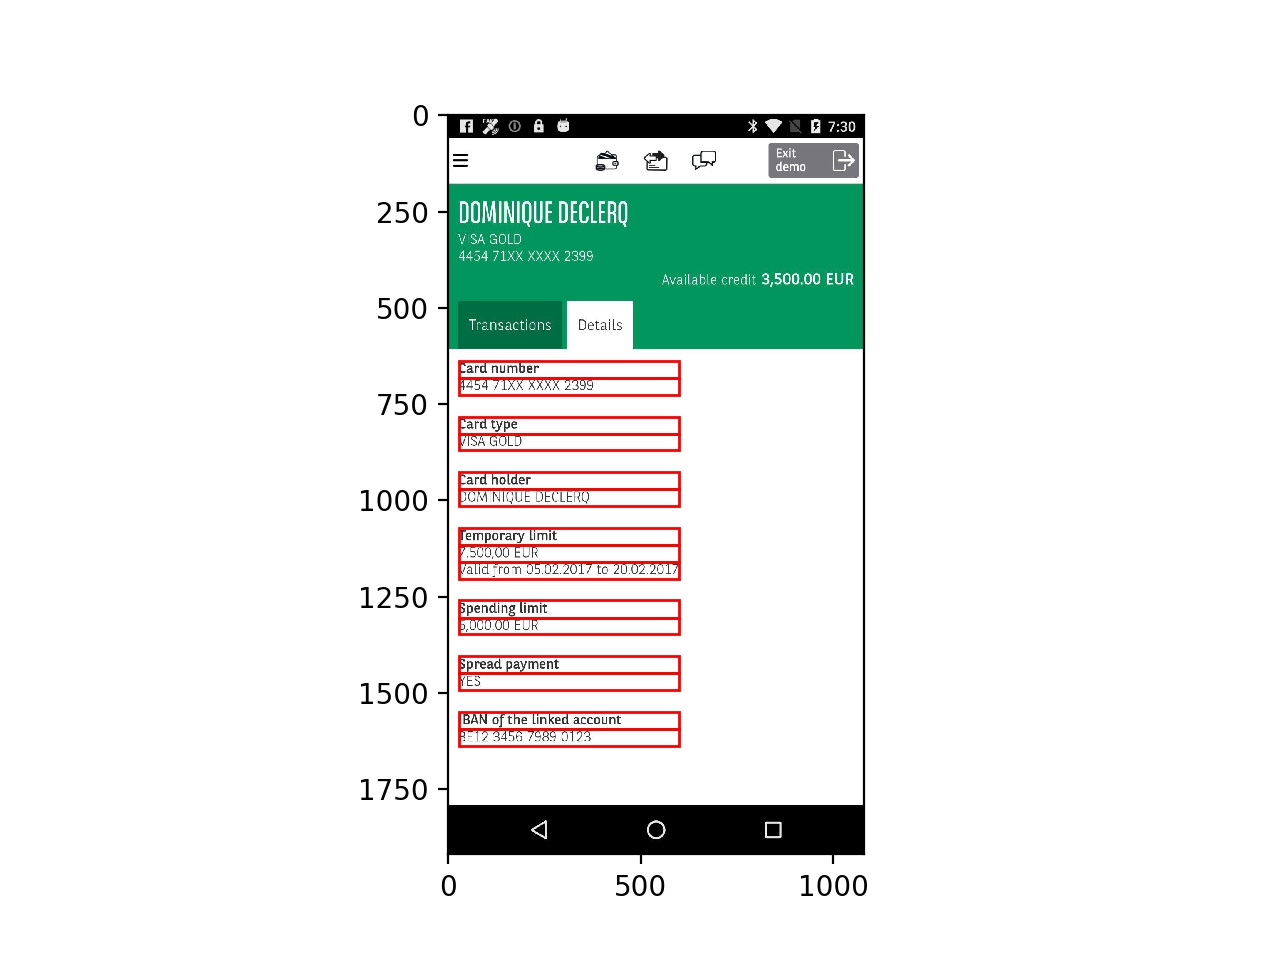 0
250
500
750
1000
1250
1500
1750
0
500
1000
7:30
Exit
demo
DOMINIQUE DECLERQ
VISA GOLD
4454 71XX XXXX 2399
Available credit 3,500.00 EUR
Transactions
Details
Card number
4454 71XX XXXX 2399
Card type
VISA GOLD
Card holder
DOMINIQUE DECLERQ
Temporary limit
7.500,00 EUR
Valid from 05.02.2017 to 20.02.2017
Spending limit
5,000.00 EUR
Spread payment
YES
IBAN of the linked account
BE12 3456 7989 0123